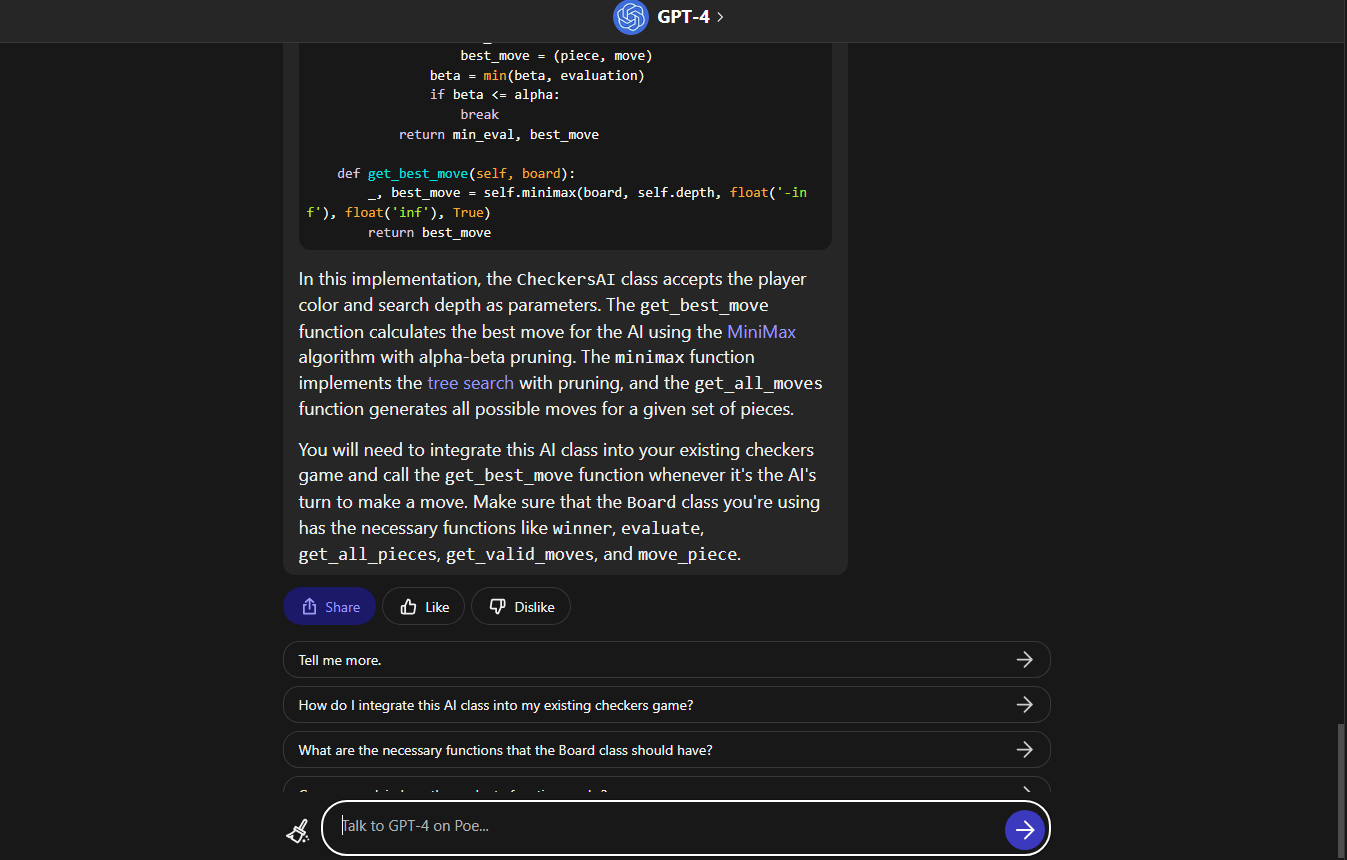 GPT-4
best_move = (piece, move)
beta = min(beta, evaluation)
if beta <= alpha:
break
return min_eval, best_move
def get_best_move(self, board):
_, best_move = self.minimax(board, self.depth, float('-in
f'), float('inf'), True)
return best_move
In this implementation, the CheckersAI class accepts the player
color and search depth as parameters. The get_best_move
function calculates the best move for the AI using the MiniMax
algorithm with alpha-beta pruning. The minimax function
implements the tree search with pruning, and the get_all_moves
function generates all possible moves for a given set of pieces.
You will need to integrate this AI class into your existing checkers
game and call the get_best_move function whenever it's the AI's
turn to make a move. Make sure that the Board class you're using
has the necessary functions like winner, evaluate,
get_all_pieces, get_valid_moves, and move_piece.
Share Like Dislike
Tell me more.
How do I integrate this AI class into my existing checkers game?
What are the necessary functions that the Board class should have?
Talk to GPT-4 on Poe...